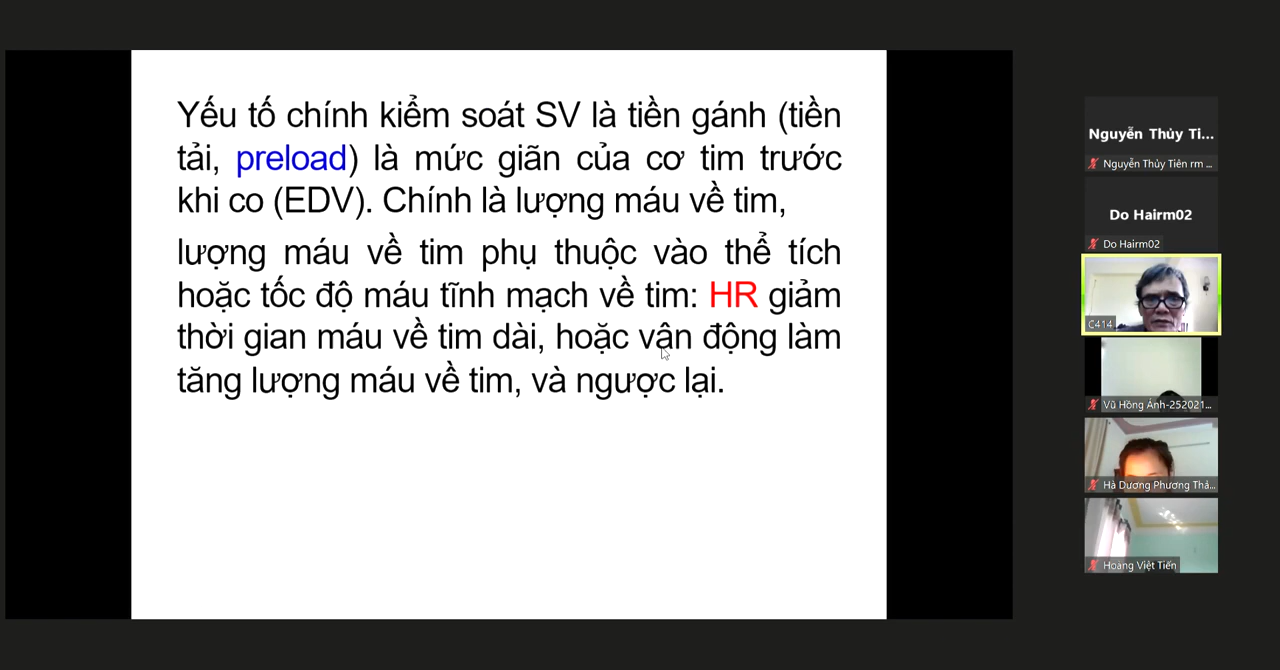 Yếu tố chính kiểm soát SV là tiền gánh (tiền
tải, preload) là mức giãn của cơ tim trước
khi co (EDV). Chính là lượng máu về tim,
lượng máu về tim phụ thuộc vào thể tích
hoặc tốc độ máu tĩnh mạch về tim: HR giảm
thời gian máu về tim dài, hoặc vận động làm
tăng lượng máu về tim, và ngược lại.
Nguyễn Thủy Ti...
Nguyễn Thủy Tiên rm ...
Do Hairm02
Do Hairm02
C414
Vũ Hồng Ánh-252021...
Hà Dương Phương Thả...
Hoàng Việt Tiến